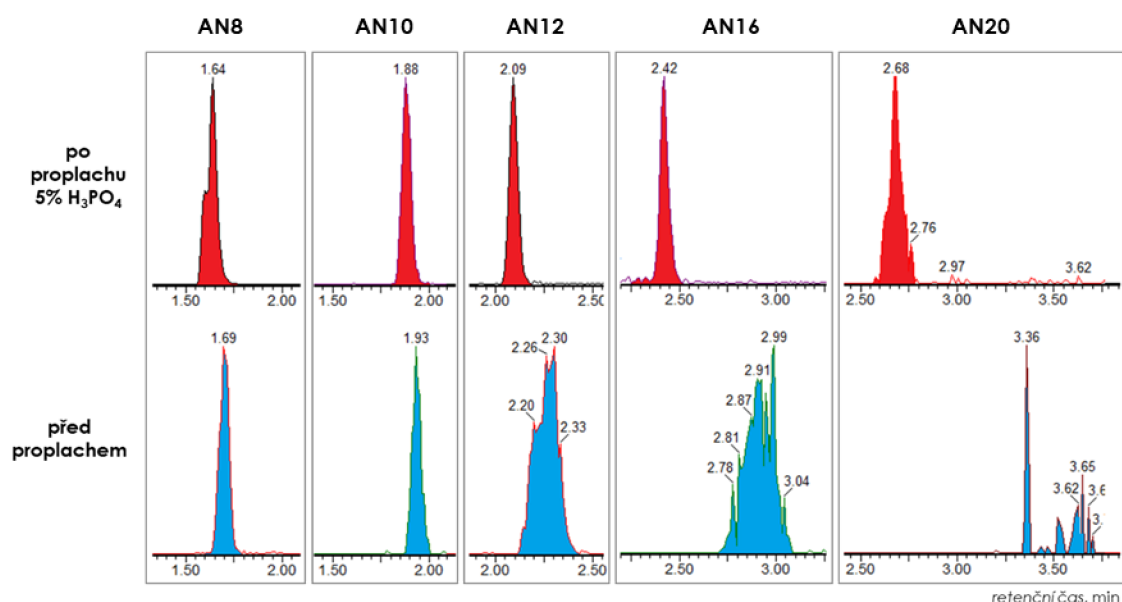 AN8 AN10 AN12 AN16 AN20
po
proplachu
5% H₃PO₄
1.64 1.88 2.09 2.42 2.68
2.76
2.97 3.62
1.50 2.00 1.50 2.00 2.00 2.50 2.50 3.00 2.50 3.00 3.50
před
proplachem
1.69 1.93 2.30 2.99 3.36
2.26
2.91
2.87
2.20
2.33
2.81
2.78
3.04
3.65
3.62
1.50 2.00 1.50 2.00 2.00 2.50 2.50 3.00 2.50 3.00 3.50
retenční čas, min